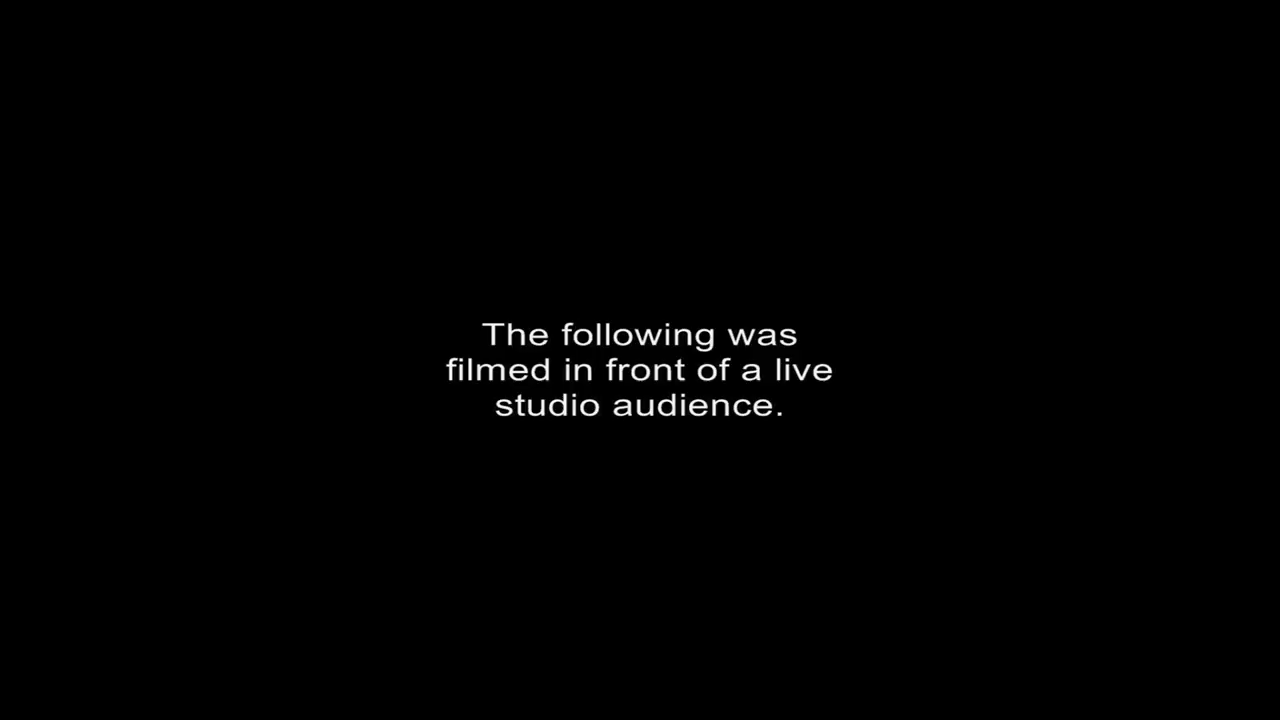 The following was
filmed in front of a live
studio audience.